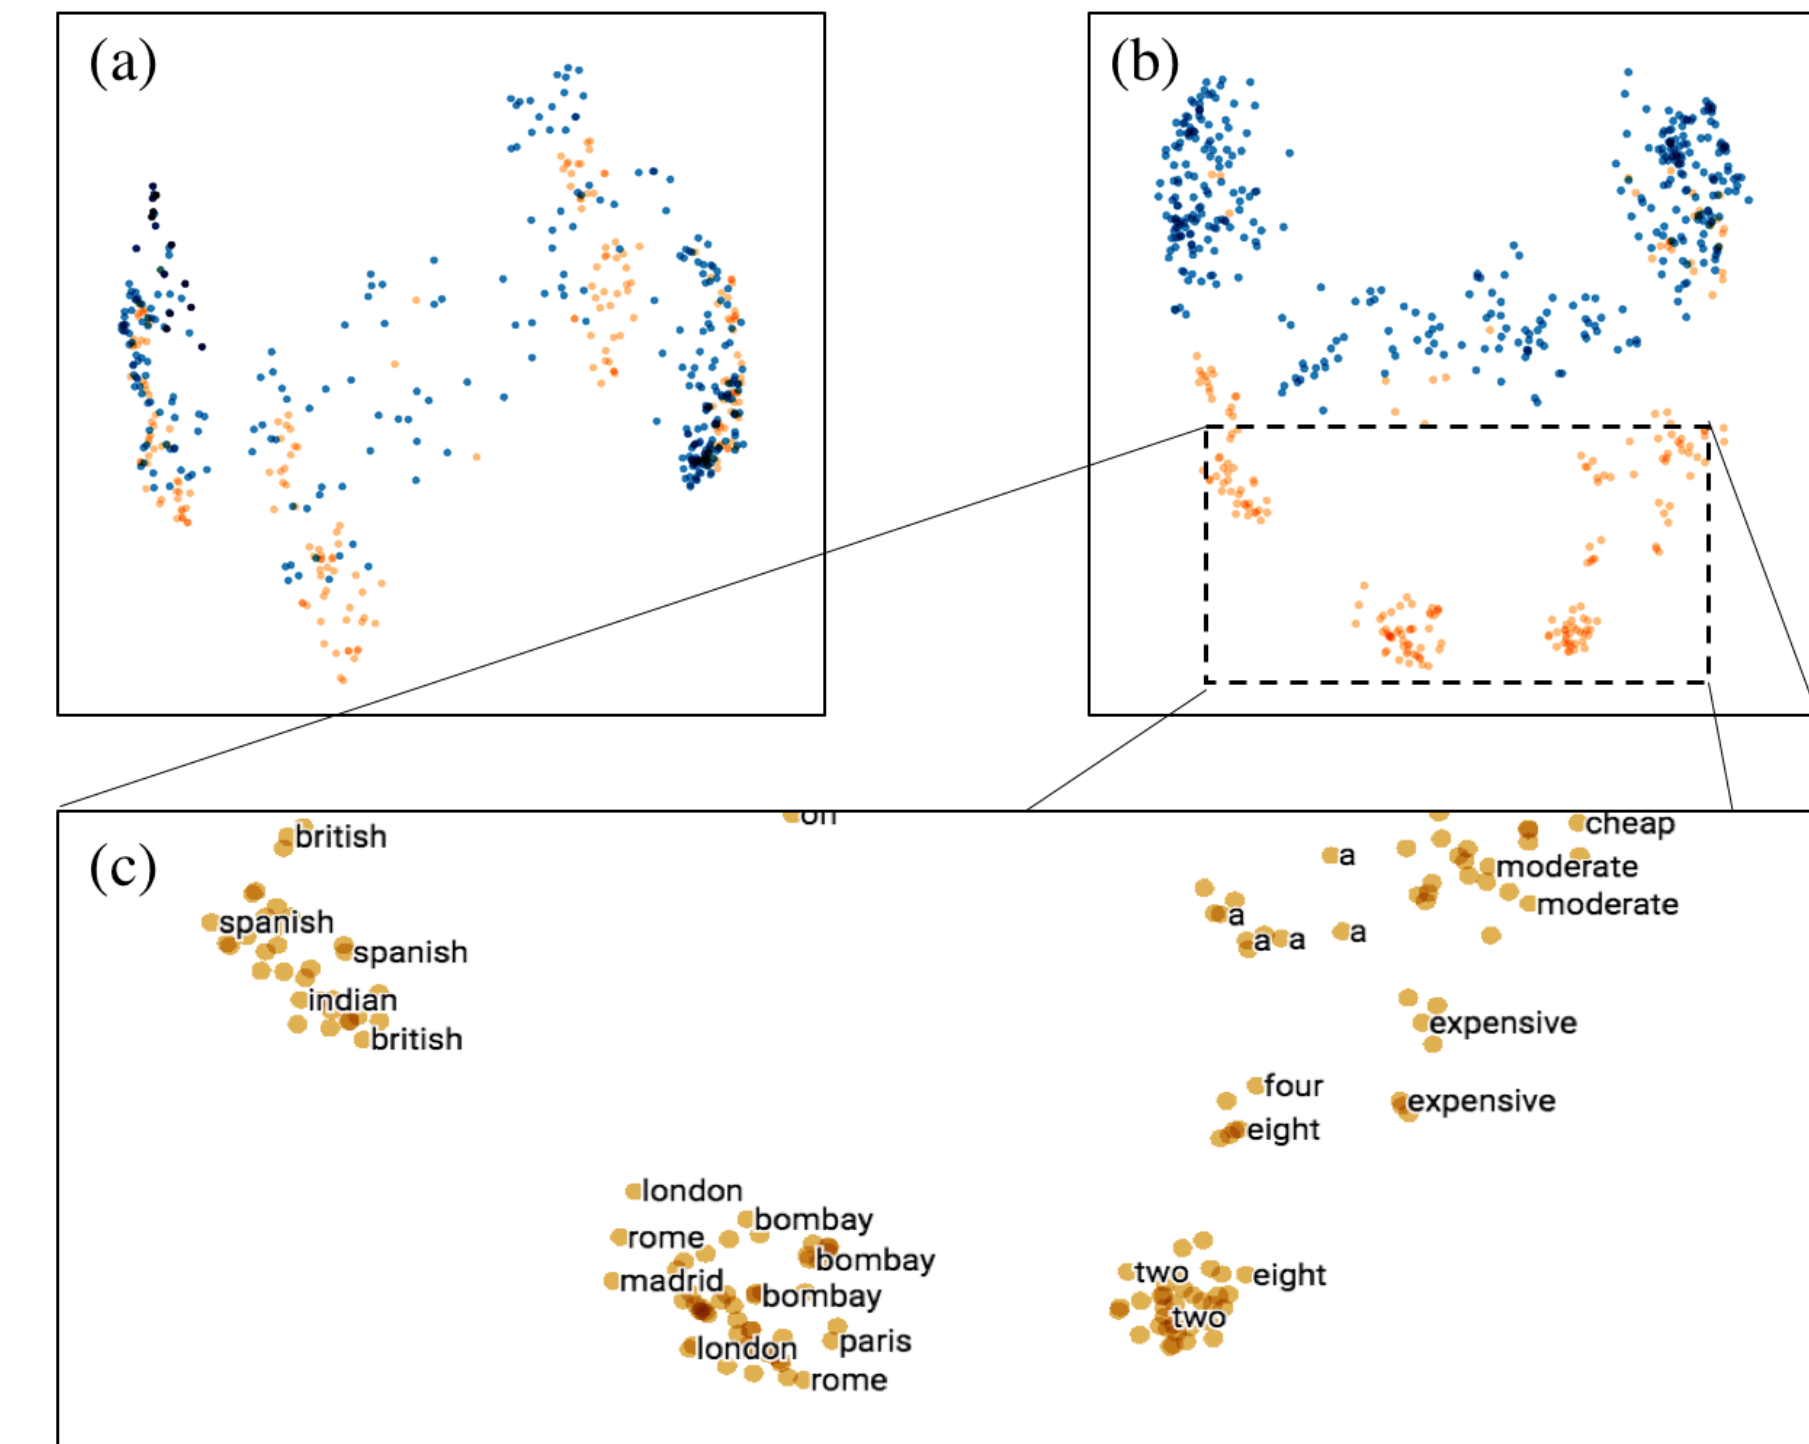 (a)
(b)
(c)
british
off
cheap
a
moderate
spanish
a
moderate
spanish
a
a
a
indian
british
expensive
four
expensive
eight
london
bombay
rome
bombay
madrid
two
eight
bombay
two
london
paris
rome